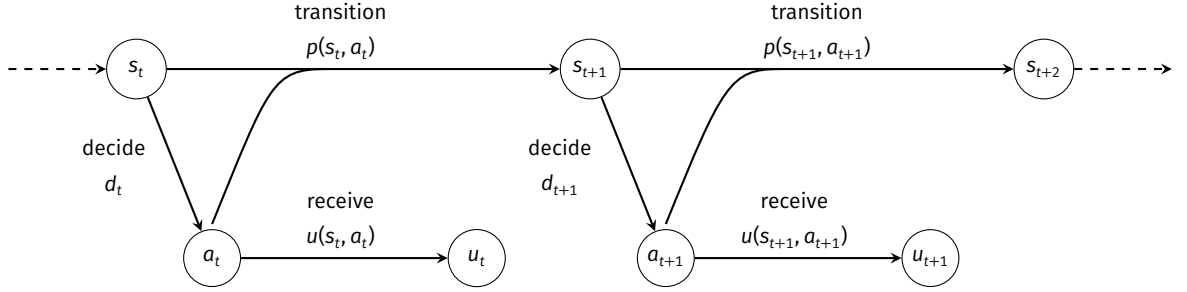 transition
transition
p(s_t, a_t)
p(s_{t+1}, a_{t+1})
s_t
s_{t+1}
s_{t+2}
decide
decide
d_t
d_{t+1}
receive
receive
u(s_t, a_t)
u(s_{t+1}, a_{t+1})
a_t
u_t
a_{t+1}
u_{t+1}